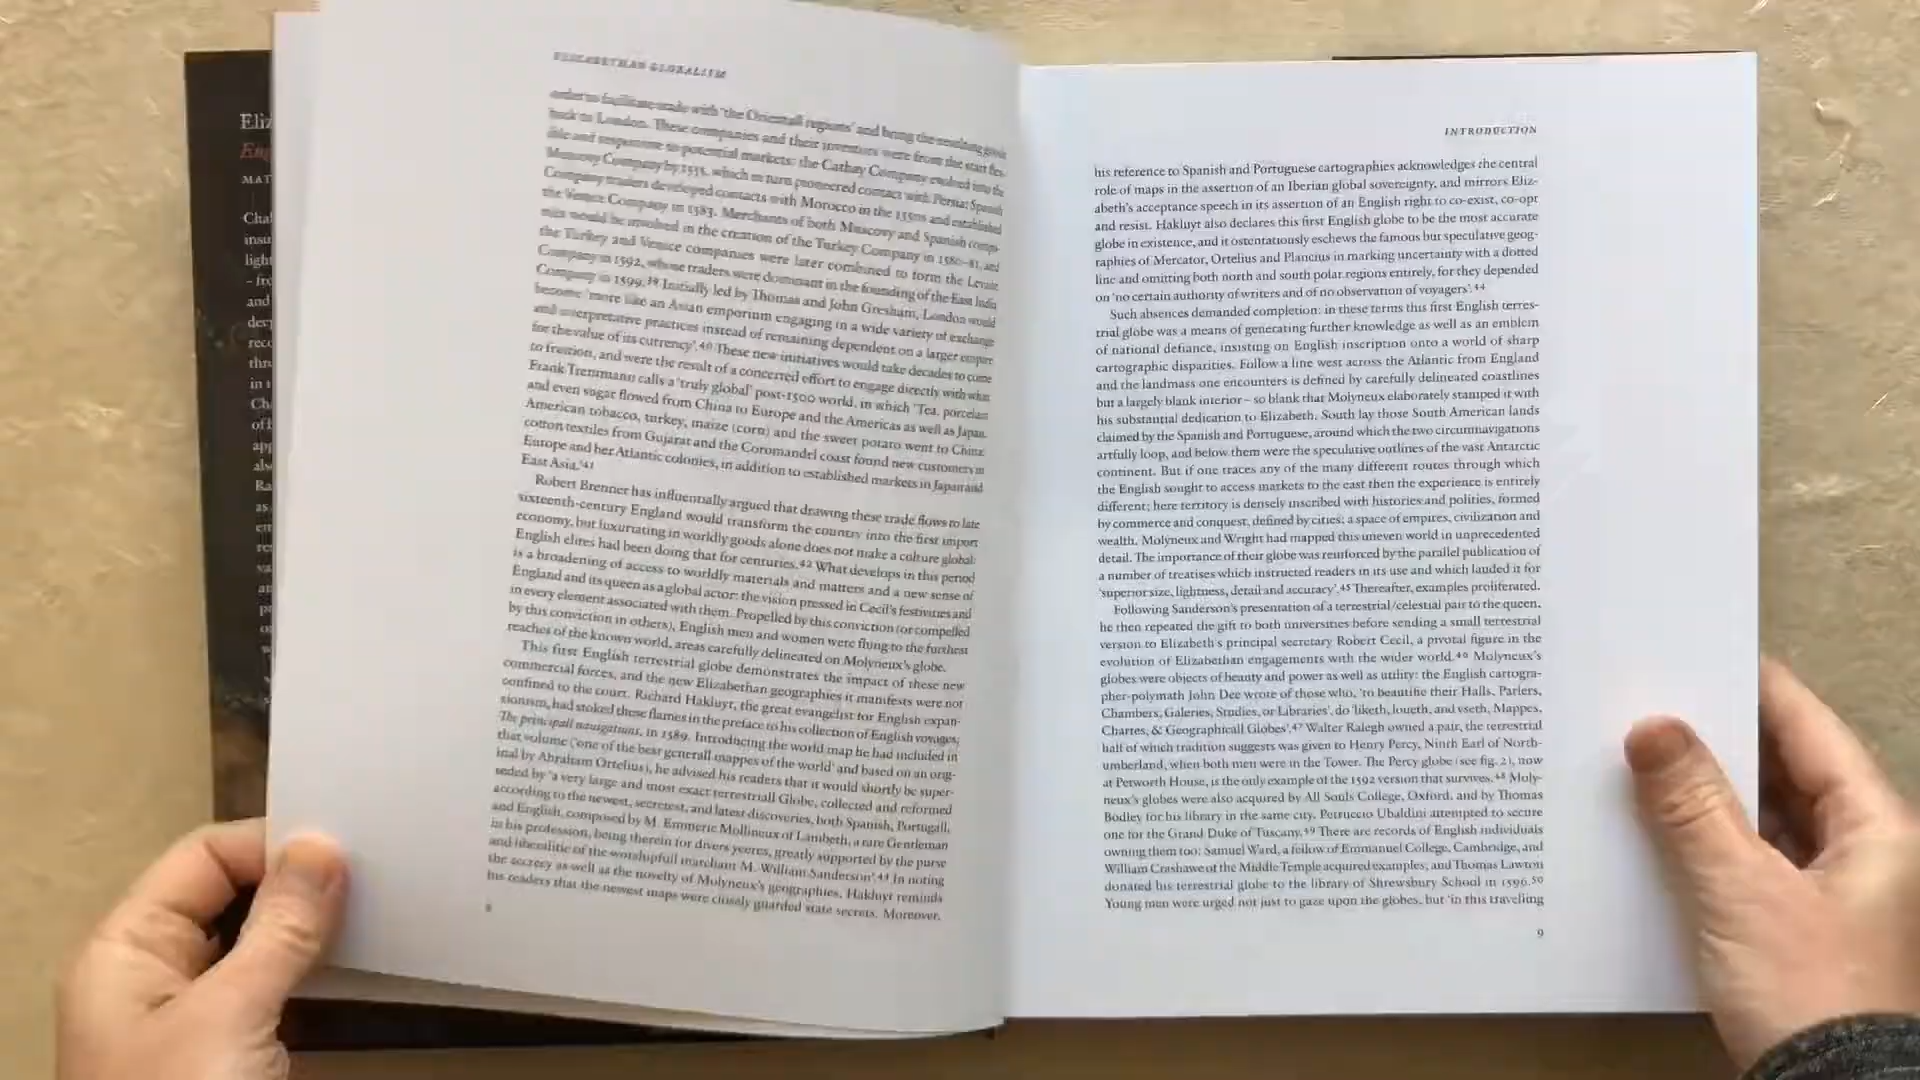 Eliz
MAT
insu
ligh
and
rec
thr
in
ELIZABETHAN GLOBALISM
order to facilitate trade with 'the Orientall regions' and bring the resulting goods
back to London. These companies and their investors were from the start flex-
ible and responsive to potential markets: the Cathay Company evolved into the
Muscovy Company by 1555, which in turn pioneered contact with Persia; Spanish
Company traders developed contacts with Morocco in the 1550s and established
the Venice Company in 1583. Merchants of both Muscovy and Spanish compa-
nies would be involved in the creation of the Turkey Company in 1580–81, and
the Turkey and Venice companies were later combined to form the Levant
Company in 1592, whose traders were dominant in the founding of the East India
Company in 1599.39 Initially led by Thomas and John Gresham, London would
become 'more like an Asian emporium engaging in a wide variety of exchange
and interpretative practices instead of remaining dependent on a larger empire
for the value of its currency'.40 These new initiatives would take decades to come
to fruition, and were the result of a concerted effort to engage directly with what
Frank Trentmann calls a 'truly global' post-1500 world, in which 'Tea, porcelain
and even sugar flowed from China to Europe and the Americas as well as Japan.
American tobacco, turkey, maize (corn) and the sweet potato went to China;
cotton textiles from Gujarat and the Coromandel coast found new customers in
Europe and her Atlantic colonies, in addition to established markets in Japan and
East Asia.'41
Robert Brenner has influentially argued that drawing these trade flows to late
sixteenth-century England would transform the country into the first import
economy, but luxuriating in worldly goods alone does not make a culture global:
English elites had been doing that for centuries.42 What develops in this period
is a broadening of access to worldly materials and matters and a new sense of
England and its queen as a global actor: the vision pressed in Cecil's festivities and
in every element associated with them. Propelled by this conviction (or compelled
by this conviction in others), English men and women were flung to the furthest
reaches of the known world, areas carefully delineated on Molyneux's globe.
This first English terrestrial globe demonstrates the impact of these new
commercial forces, and the new Elizabethan geographies it manifests were not
confined to the court. Richard Hakluyt, the great evangelist for English expan-
sionism, had stoked these flames in the preface to his collection of English voyages,
The principall nauigations, in 1589. Introducing the world map he had included in
that volume ('one of the best generall mappes of the world' and based on an orig-
inal by Abraham Ortelius), he advised his readers that it would shortly be super-
seded by 'a very large and most exact terrestriall Globe, collected and reformed
according to the newest, secretest, and latest discoveries, both Spanish, Portugall,
and English, composed by M. Emmerie Mollineux of Lambeth, a rare Gentleman
in his profession, being therein for divers yeeres, greatly supported by the purse
and liberalitie of the worshipfull marchant M. William Sanderson'.43 In noting
the secrecy as well as the novelty of Molyneux's geographies, Hakluyt reminds
his readers that the newest maps were closely guarded state secrets. Moreover,
8
INTRODUCTION
his reference to Spanish and Portuguese cartographies acknowledges the central
role of maps in the assertion of an Iberian global sovereignty, and mirrors Eliz-
abeth's acceptance speech in its assertion of an English right to co-exist, co-opt
and resist. Hakluyt also declares this first English globe to be the most accurate
globe in existence, and it ostentatiously eschews the famous but speculative geog-
raphies of Mercator, Ortelius and Plancius in marking uncertainty with a dotted
line and omitting both north and south polar regions entirely, for they depended
on 'no certain authority of writers and of no observation of voyagers'.44
Such absences demanded completion: in these terms this first English terres-
trial globe was a means of generating further knowledge as well as an emblem
of national defiance, insisting on English inscription onto a world of sharp
cartographic disparities. Follow a line west across the Atlantic from England
and the landmass one encounters is defined by carefully delineated coastlines
but a largely blank interior – so blank that Molyneux elaborately stamped it with
his substantial dedication to Elizabeth. South lay those South American lands
claimed by the Spanish and Portuguese, around which the two circumnavigations
artfully loop, and below them were the speculative outlines of the vast Antarctic
continent. But if one traces any of the many different routes through which
the English sought to access markets to the east then the experience is entirely
different; here territory is densely inscribed with histories and polities, formed
by commerce and conquest, defined by cities; a space of empires, civilization and
wealth. Molyneux and Wright had mapped this uneven world in unprecedented
detail. The importance of their globe was reinforced by the parallel publication of
a number of treatises which instructed readers in its use and which lauded it for
'superior size, lightness, detail and accuracy'.45 Thereafter, examples proliferated.
Following Sanderson's presentation of a terrestrial/celestial pair to the queen,
he then repeated the gift to both universities before sending a small terrestrial
version to Elizabeth's principal secretary Robert Cecil, a pivotal figure in the
evolution of Elizabethan engagements with the wider world.46 Molyneux's
globes were objects of beauty and power as well as utility: the English cartogra-
pher-polymath John Dee wrote of those who, 'to beautifie their Halls, Parlers,
Chambers, Galeries, Studies, or Libraries', do 'liketh, loueth, and vseth, Mappes,
Chartes, & Geographicall Globes'.47 Walter Ralegh owned a pair, the terrestrial
half of which tradition suggests was given to Henry Percy, Ninth Earl of North-
umberland, when both men were in the Tower. The Percy globe (see fig. 2), now
at Petworth House, is the only example of the 1592 version that survives.48 Moly-
neux's globes were also acquired by All Souls College, Oxford, and by Thomas
Bodley for his library in the same city. Petruccio Ubaldini attempted to secure
one for the Grand Duke of Tuscany.49 There are records of English individuals
owning them too: Samuel Ward, a fellow of Emmanuel College, Cambridge, and
William Crashawe of the Middle Temple acquired examples; and Thomas Lawton
donated his terrestrial globe to the library of Shrewsbury School in 1596.50
Young men were urged not just to gaze upon the globes, but 'in this travelling
9